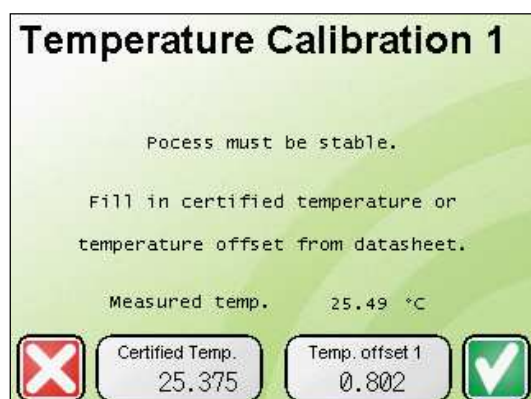 Temperature Calibration 1
Pocess must be stable.
Fill in certified temperature or
temperature offset from datasheet.
Measured temp. 25.49 °C
Certified Temp. Temp. offset 1
25.375 0.802